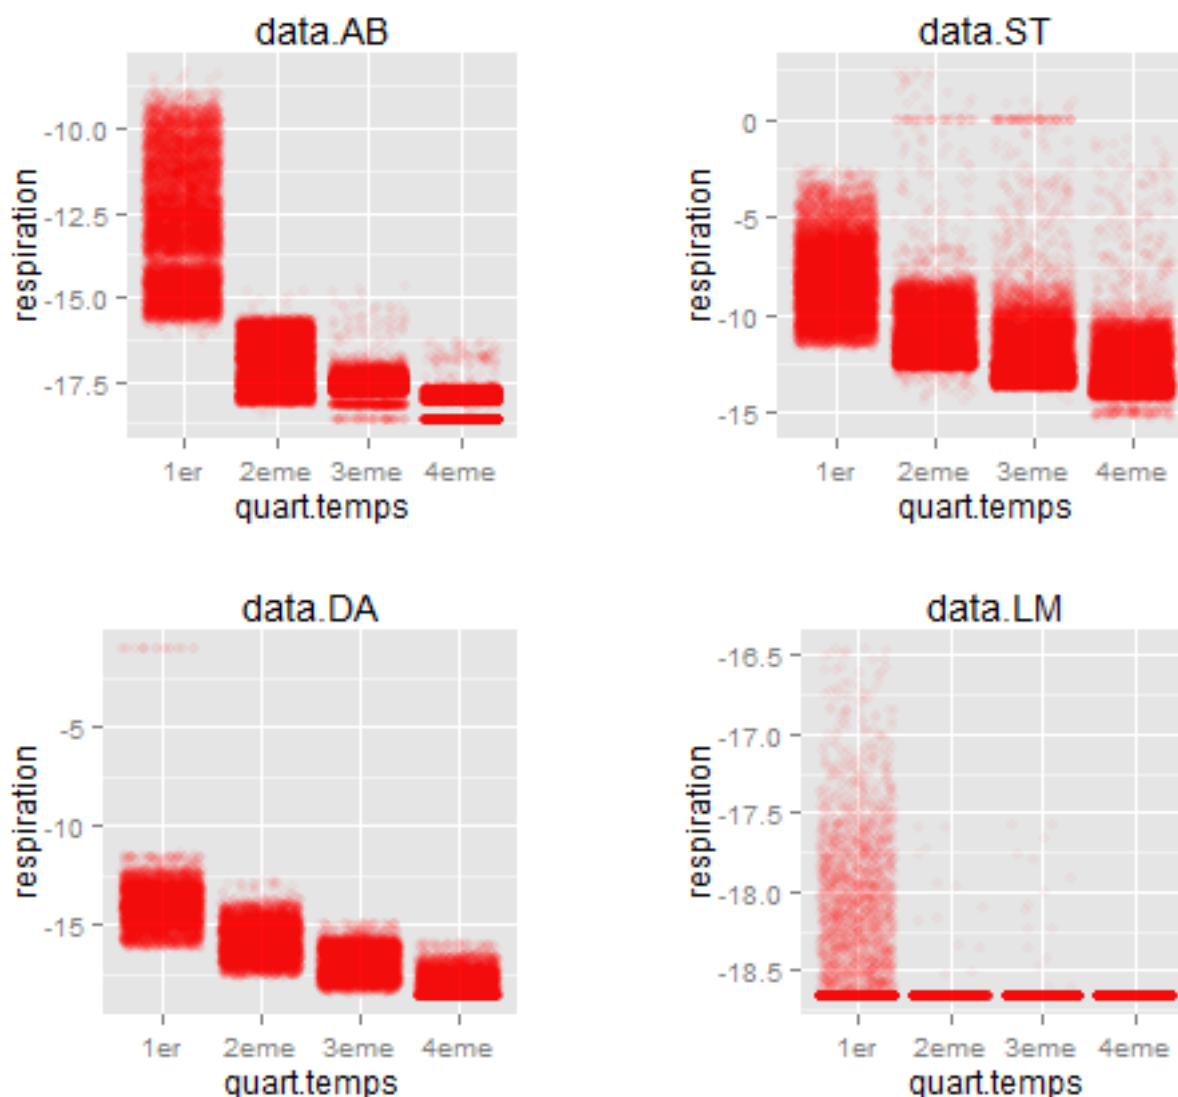 data.AB
respiration
-10.0
-12.5
-15.0
-17.5
1er 2eme 3eme 4eme
quart.temps
data.ST
respiration
0
-5
-10
-15
1er 2eme 3eme 4eme
quart.temps
data.DA
respiration
-5
-10
-15
1er 2eme 3eme 4eme
quart.temps
data.LM
respiration
-16.5
-17.0
-17.5
-18.0
-18.5
1er 2eme 3eme 4eme
quart.temps